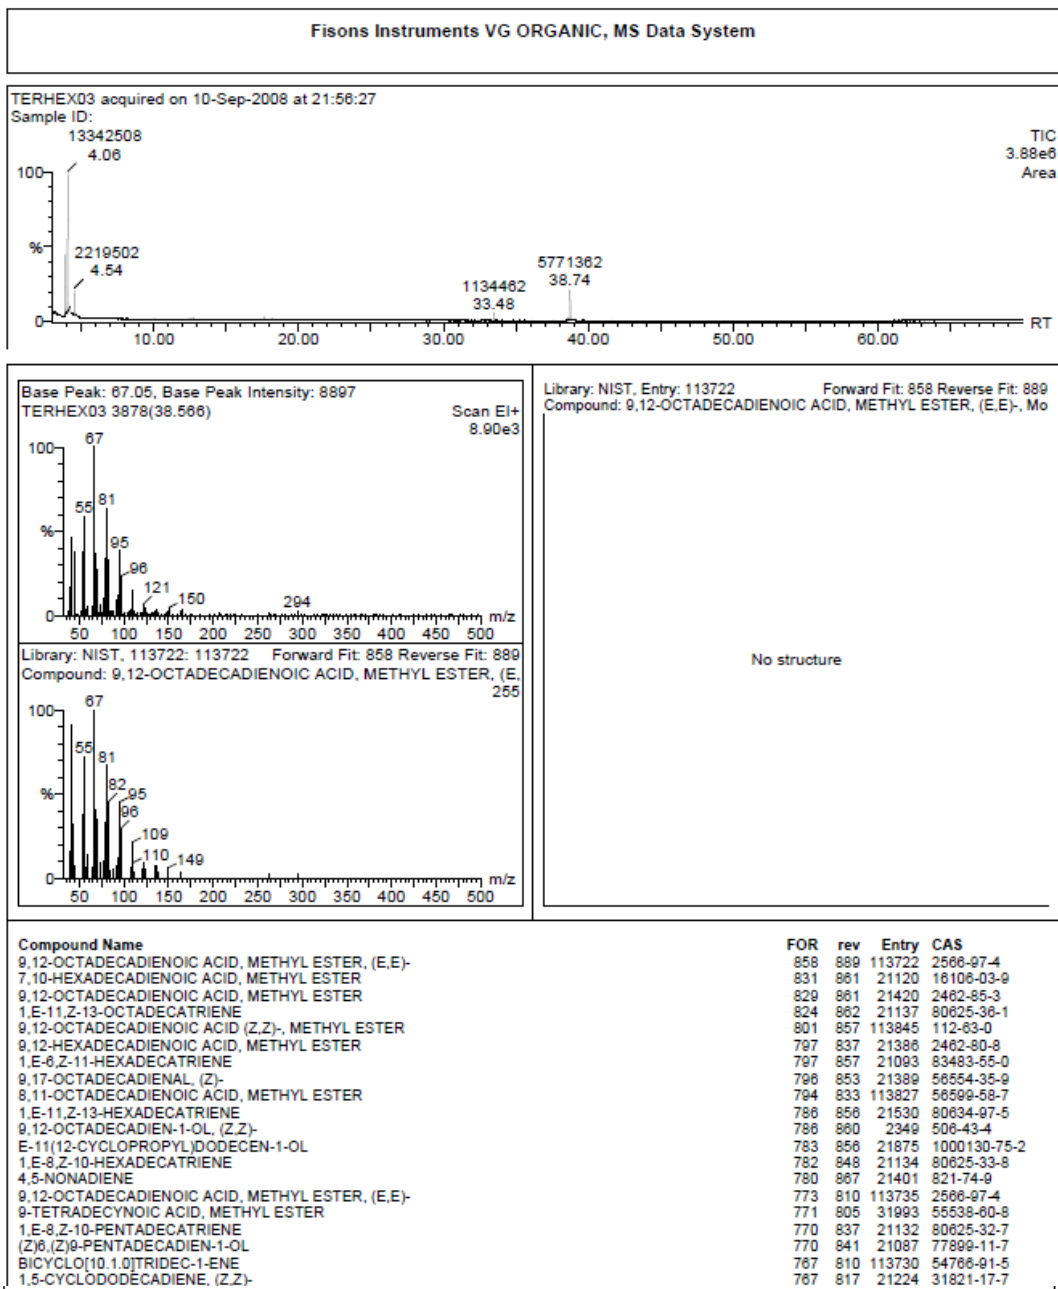 Fisons Instruments VG ORGANIC, MS Data System
TERHEX03 acquired on 10-Sep-2008 at 21:56:27
Sample ID:
13342508
4.06
TIC
3.88e6
Area
100
%
0
2219502
4.54
1134462
33.48
5771362
38.74
10.00 20.00 30.00 40.00 50.00 60.00 RT
Base Peak: 67.05, Base Peak Intensity: 8897
TERHEX03 3878(38.566) Scan EI+
8.90e3
100
%
0
67
55 81
95
96
121
150
294
m/z
50 100 150 200 250 300 350 400 450 500
Library: NIST, 113722: 113722 Forward Fit: 858 Reverse Fit: 889
Compound: 9,12-OCTADECADIENOIC ACID, METHYL ESTER, (E,
255
100
%
0
67
55
81
82
95
96
109
110
149
m/z
50 100 150 200 250 300 350 400 450 500
Library: NIST, Entry: 113722 Forward Fit: 858 Reverse Fit: 889
Compound: 9,12-OCTADECADIENOIC ACID, METHYL ESTER, (E,E)-, Mo
No structure
Compound Name FOR rev Entry CAS
9,12-OCTADECADIENOIC ACID, METHYL ESTER, (E,E)- 858 889 113722 2566-97-4
7,10-HEXADECADIENOIC ACID, METHYL ESTER 831 861 21120 16106-03-9
9,12-OCTADECADIENOIC ACID, METHYL ESTER 829 861 21420 2462-85-3
1,E-11,Z-13-OCTADECATRIENE 824 862 21137 80625-36-1
9,12-OCTADECADIENOIC ACID (Z,Z)-, METHYL ESTER 801 857 113845 112-63-0
9,12-HEXADECADIENOIC ACID, METHYL ESTER 797 837 21386 2462-80-8
1,E-6,Z-11-HEXADECATRIENE 797 857 21093 83483-55-0
9,17-OCTADECADIENAL, (Z)- 796 853 21389 56554-35-9
8,11-OCTADECADIENOIC ACID, METHYL ESTER 794 833 113827 56599-58-7
1,E-11,Z-13-HEXADECATRIENE 786 856 21530 80634-97-5
9,12-OCTADECADIEN-1-OL, (Z,Z)- 786 860 2349 506-43-4
E-11(12-CYCLOPROPYL)DODECEN-1-OL 783 856 21875 1000130-75-2
1,E-8,Z-10-HEXADECATRIENE 782 848 21134 80625-33-8
4,5-NONADIENE 780 867 21401 821-74-9
9,12-OCTADECADIENOIC ACID, METHYL ESTER, (E,E)- 773 810 113735 2566-97-4
9-TETRADECYNOIC ACID, METHYL ESTER 771 805 31993 55538-60-8
1,E-8,Z-10-PENTADECATRIENE 770 837 21132 80625-32-7
(Z)6,(Z)9-PENTADECADIEN-1-OL 770 841 21087 77899-11-7
BICYCLO[10.1.0]TRIDEC-1-ENE 767 810 113730 54766-91-5
1,5-CYCLODODECADIENE, (Z,Z)- 767 817 21224 31821-17-7